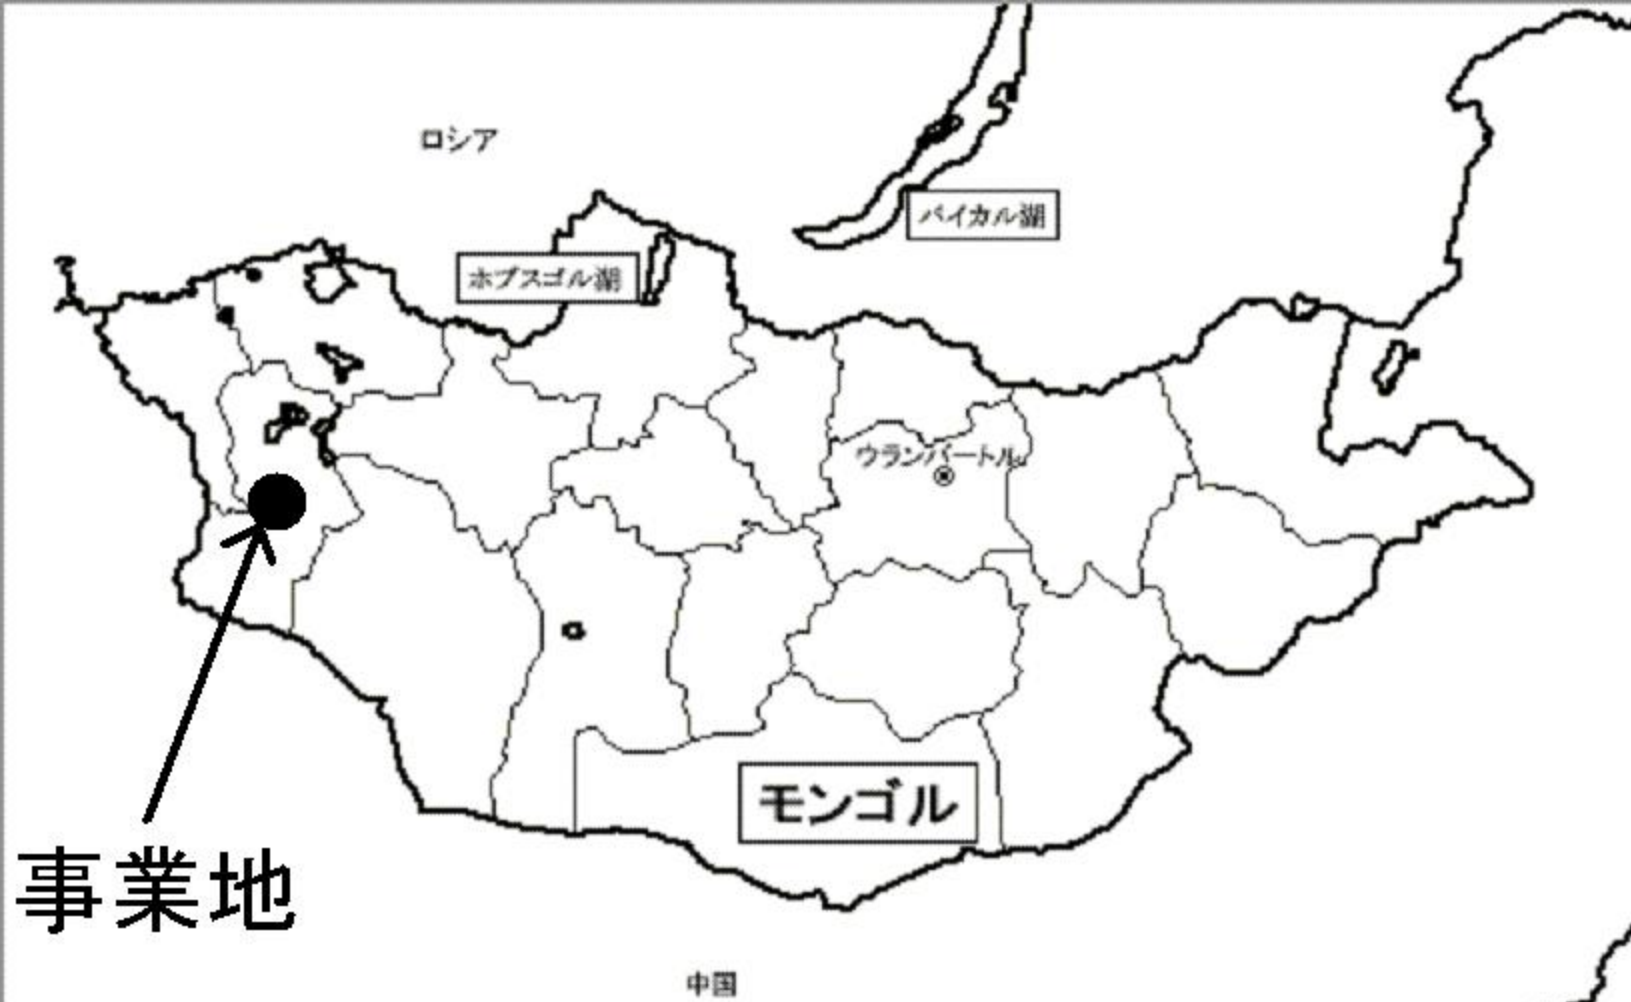 ロシア
バイカル湖
ホブスゴル湖
ウランバートル
モンゴル
事業地
中国